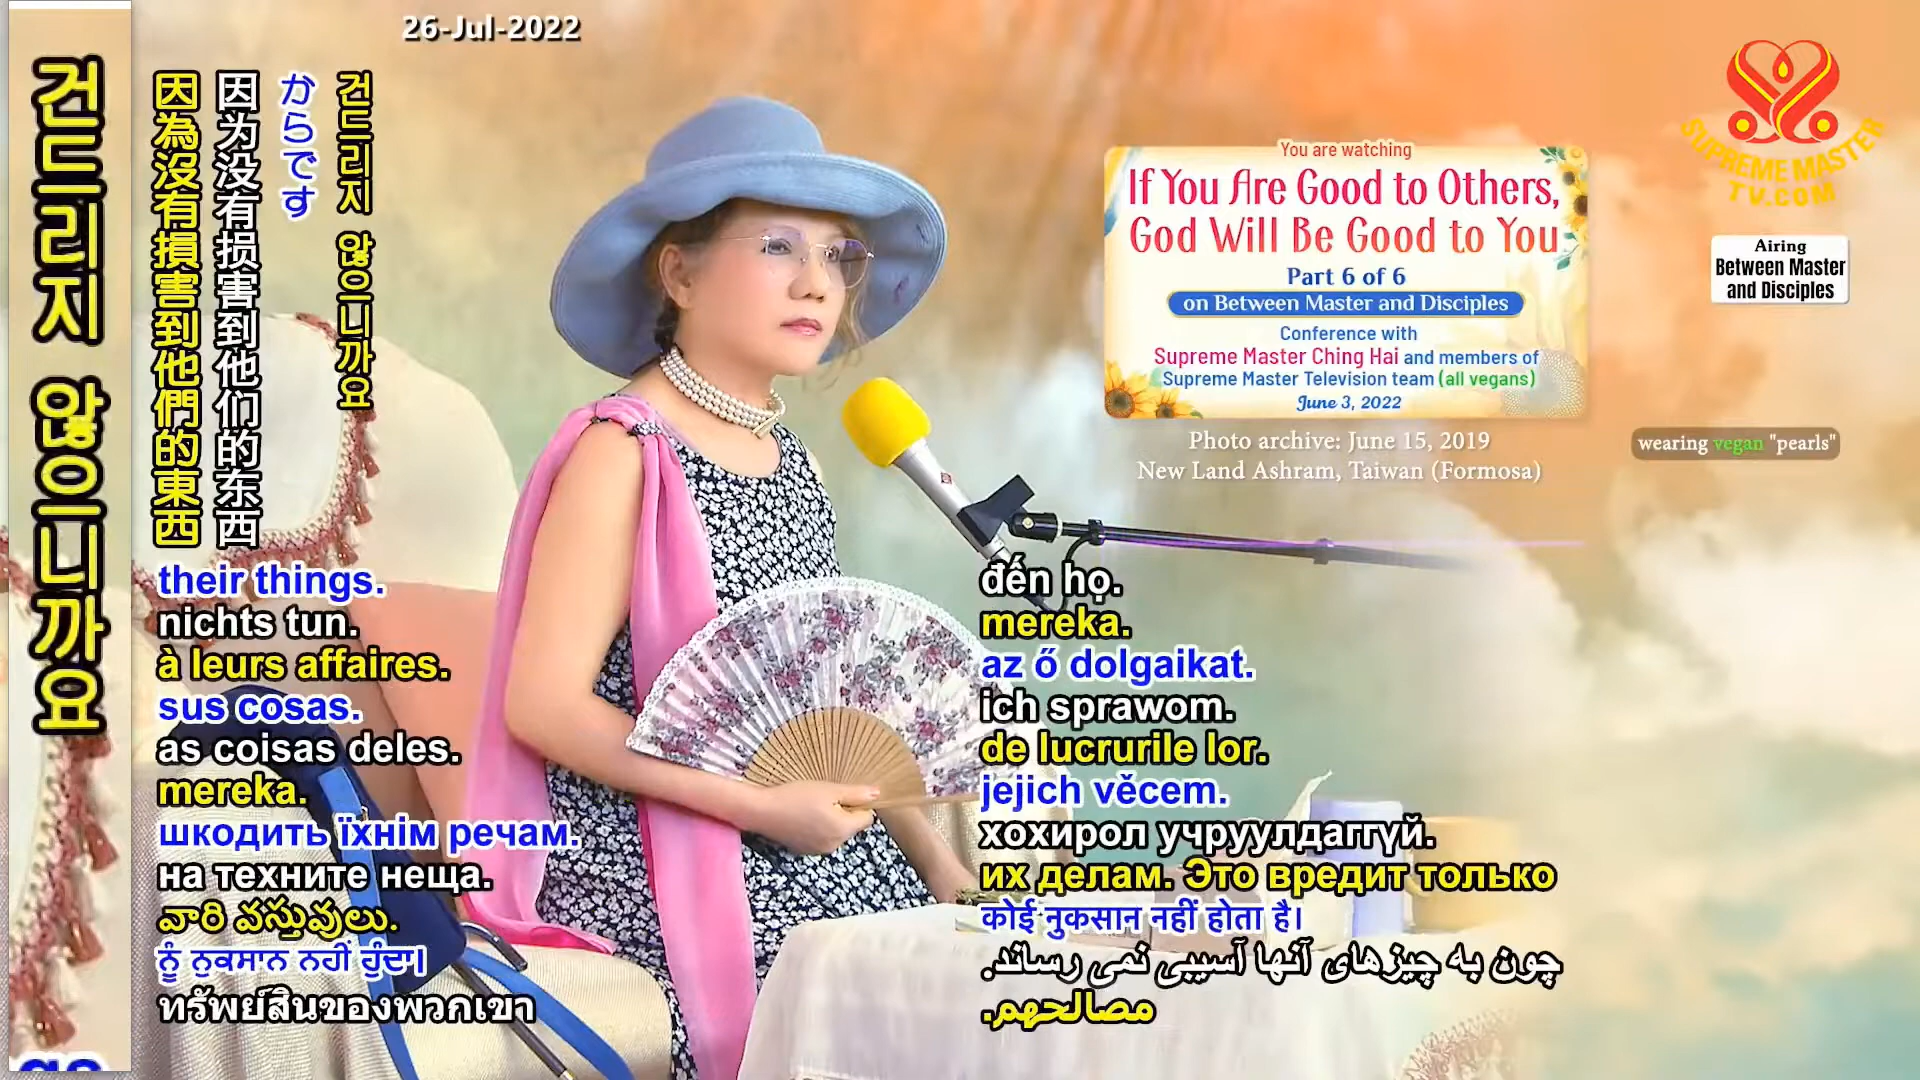 26-Jul-2022
건드리지 않으니까요
因為沒有損害到他們的東西
因为没有损害到他们的东西
からです
건드리지 않으니까요
their things.
nichts tun.
à leurs affaires.
sus cosas.
as coisas deles.
mereka.
шкодить їхнім речам.
на техните неща.
వారి వస్తువులు.
ਨੂੰ ਨੁਕਸਾਨ ਨਹੀਂ ਹੁੰਦਾ।
ทรัพย์สินของพวกเขา
đến họ.
mereka.
az ő dolgaikat.
ich sprawom.
de lucrurile lor.
jejich věcem.
хохирол учруулдаггүй.
их делам. Это вредит только
कोई नुकसान नहीं होता है।
چون به چیزهای آنها آسیبی نمی رساند.
مصالحهم.
You are watching
If You Are Good to Others,
God Will Be Good to You
Part 6 of 6
on Between Master and Disciples
Conference with
Supreme Master Ching Hai and members of
Supreme Master Television team (all vegans)
June 3, 2022
Photo archive: June 15, 2019
New Land Ashram, Taiwan (Formosa)
SUPREME MASTER
TV.COM
Airing
Between Master
and Disciples
wearing vegan "pearls"